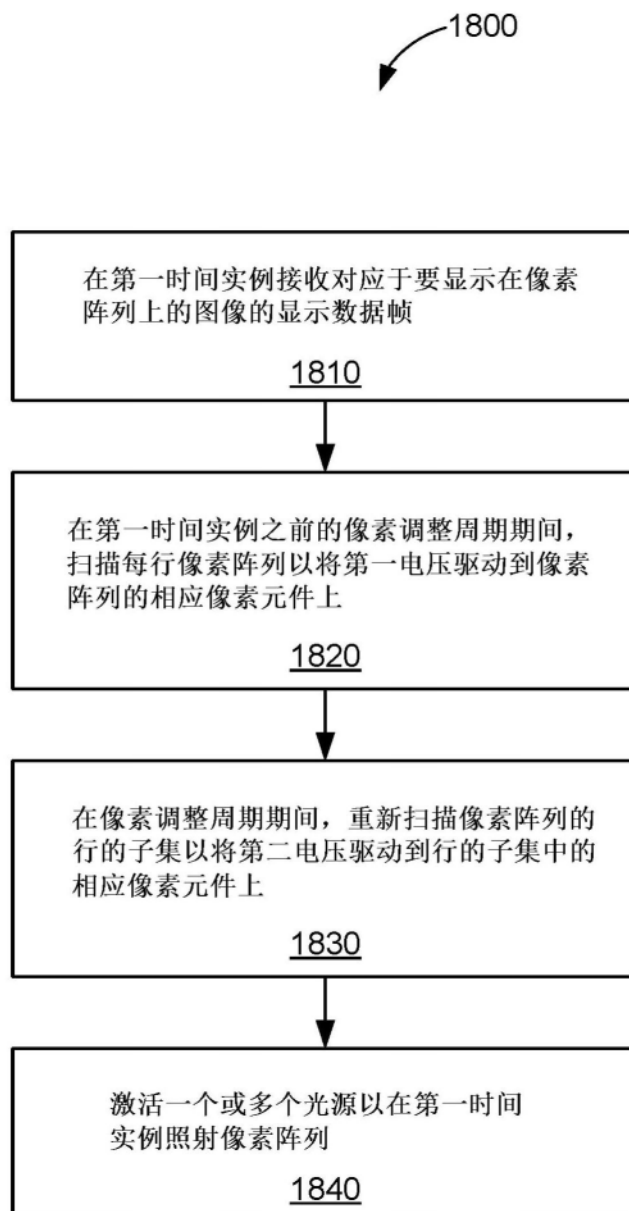 1800
在第一时间实例接收对应于要显示在像素
阵列上的图像的显示数据帧
1810
在第一时间实例之前的像素调整周期期间,
扫描每行像素阵列以将第一电压驱动到像素
阵列的相应像素元件上
1820
在像素调整周期期间,重新扫描像素阵列的
行的子集以将第二电压驱动到行的子集中的
相应像素元件上
1830
激活一个或多个光源以在第一时间
实例照射像素阵列
1840